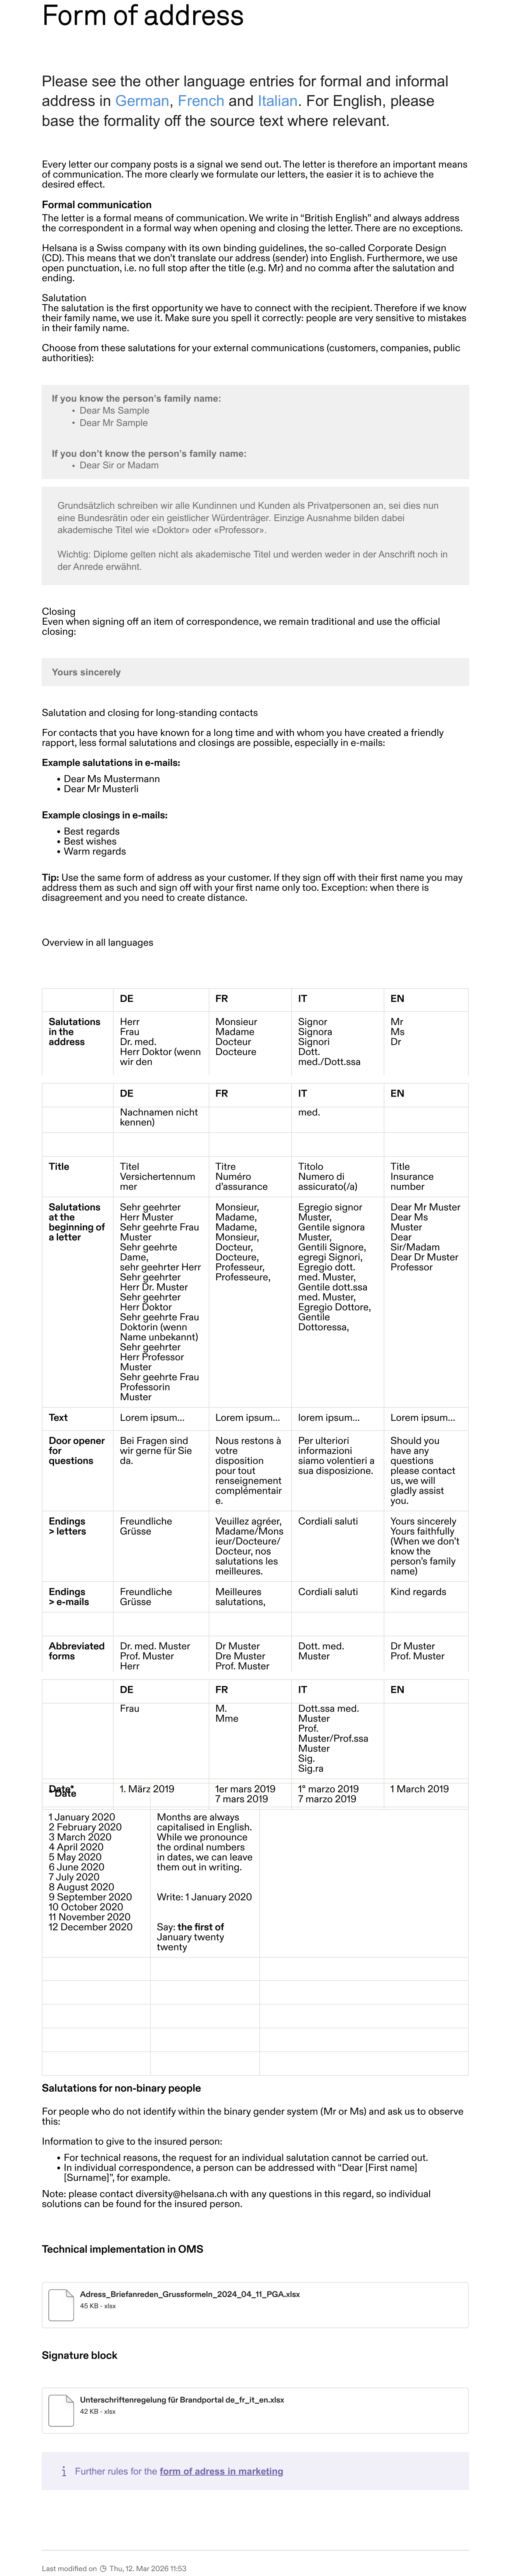 Form of address
Please see the other language entries for formal and informal
address in German, French and Italian. For English, please
base the formality off the source text where relevant.
Every letter our company posts is a signal we send out. The letter is therefore an important means
of communication. The more clearly we formulate our letters, the easier it is to achieve the
desired effect.
Formal communication
The letter is a formal means of communication. We write in “British English” and always address
the correspondent in a formal way when opening and closing the letter. There are no exceptions.
Helsana is a Swiss company with its own binding guidelines, the so-called Corporate Design
(CD). This means that we don’t translate our address (sender) into English. Furthermore, we use
open punctuation, i.e. no full stop after the title (e.g. Mr) and no comma after the salutation and
ending.
Salutation
The salutation is the first opportunity we have to connect with the recipient. Therefore if we know
their family name, we use it. Make sure you spell it correctly: people are very sensitive to mistakes
in their family name.
Choose from these salutations for your external communications (customers, companies, public
authorities):
If you know the person’s family name:
• Dear Ms Sample
• Dear Mr Sample
If you don’t know the person’s family name:
• Dear Sir or Madam
Grundsätzlich schreiben wir alle Kundinnen und Kunden als Privatpersonen an, sei dies nun
eine Bundesrätin oder ein geistlicher Würdenträger. Einzige Ausnahme bilden dabei
akademische Titel wie «Doktor» oder «Professor».
Wichtig: Diplome gelten nicht als akademische Titel und werden weder in der Anschrift noch in
der Anrede erwähnt.
Closing
Even when signing off an item of correspondence, we remain traditional and use the official
closing:
Yours sincerely
Salutation and closing for long-standing contacts
For contacts that you have known for a long time and with whom you have created a friendly
rapport, less formal salutations and closings are possible, especially in e-mails:
Example salutations in e-mails:
• Dear Ms Mustermann
• Dear Mr Musterli
Example closings in e-mails:
• Best regards
• Best wishes
• Warm regards
Tip: Use the same form of address as your customer. If they sign off with their first name you may
address them as such and sign off with your first name only too. Exception: when there is
disagreement and you need to create distance.
Overview in all languages
DE FR IT EN
Salutations
in the
address
Herr
Frau
Dr. med.
Herr Doktor (wenn
wir den
Monsieur
Madame
Docteur
Docteure
Signor
Signora
Signori
Dott.
med./Dott.ssa
Mr
Ms
Dr
DE FR IT EN
Nachnamen nicht
kennen)
med.
Title
Titel
Versichertennum
mer
Titre
Numéro
d’assurance
Titolo
Numero di
assicurato(/a)
Title
Insurance
number
Salutations
at the
beginning of
a letter
Sehr geehrter
Herr Muster
Sehr geehrte Frau
Muster
Sehr geehrte
Dame,
sehr geehrter Herr
Sehr geehrter
Herr Dr. Muster
Sehr geehrter
Herr Doktor
Sehr geehrte Frau
Doktorin (wenn
Name unbekannt)
Sehr geehrter
Herr Professor
Muster
Sehr geehrte Frau
Professorin
Muster
Monsieur,
Madame,
Madame,
Monsieur,
Docteur,
Docteure,
Professeur,
Professeure,
Egregio signor
Muster,
Gentile signora
Muster,
Gentili Signore,
egregi Signori,
Egregio dott.
med. Muster,
Gentile dott.ssa
med. Muster,
Egregio Dottore,
Gentile
Dottoressa,
Dear Mr Muster
Dear Ms
Muster
Dear
Sir/Madam
Dear Dr Muster
Professor
Text
Lorem ipsum...
Lorem ipsum...
lorem ipsum...
Lorem ipsum...
Door opener
for
questions
Bei Fragen sind
wir gerne für Sie
da.
Nous restons à
votre
disposition
pour tout
renseignement
complémentair
e.
Per ulteriori
informazioni
siamo volentieri a
sua disposizione.
Should you
have any
questions
please contact
us, we will
gladly assist
you.
Endings
> letters
Freundliche
Grüsse
Veuillez agréer,
Madame/Mons
ieur/Docteure/
Docteur, nos
salutations les
meilleures.
Cordiali saluti
Yours sincerely
Yours faithfully
(When we don’t
know the
person’s family
name)
Endings
> e-mails
Freundliche
Grüsse
Meilleures
salutations,
Cordiali saluti
Kind regards
Abbreviated
forms
Dr. med. Muster
Prof. Muster
Herr
Dr Muster
Dre Muster
Prof. Muster
Dott. med.
Muster
Dr Muster
Prof. Muster
DE FR IT EN
Frau
M.
Mme
Dott.ssa med.
Muster
Prof.
Muster/Prof.ssa
Muster
Sig.
Sig.ra
Date*
1. März 2019
1er mars 2019
7 mars 2019
1° marzo 2019
7 marzo 2019
1 March 2019
* Date
1 January 2020
2 February 2020
3 March 2020
4 April 2020
5 May 2020
6 June 2020
7 July 2020
8 August 2020
9 September 2020
10 October 2020
11 November 2020
12 December 2020
Months are always
capitalised in English.
While we pronounce
the ordinal numbers
in dates, we can leave
them out in writing.
Write: 1 January 2020
Say: the first of
January twenty
twenty
Salutations for non-binary people
For people who do not identify within the binary gender system (Mr or Ms) and ask us to observe
this:
Information to give to the insured person:
• For technical reasons, the request for an individual salutation cannot be carried out.
• In individual correspondence, a person can be addressed with “Dear [First name]
[Surname]”, for example.
Note: please contact diversity@helsana.ch with any questions in this regard, so individual
solutions can be found for the insured person.
Technical implementation in OMS
Adress_Briefanreden_Grussformeln_2024_04_11_PGA.xlsx
45 KB - xlsx
Signature block
Unterschriftenregelung für Brandportal de_fr_it_en.xlsx
42 KB - xlsx
Further rules for the form of adress in marketing
Last modified on Thu, 12. Mar 2026 11:53